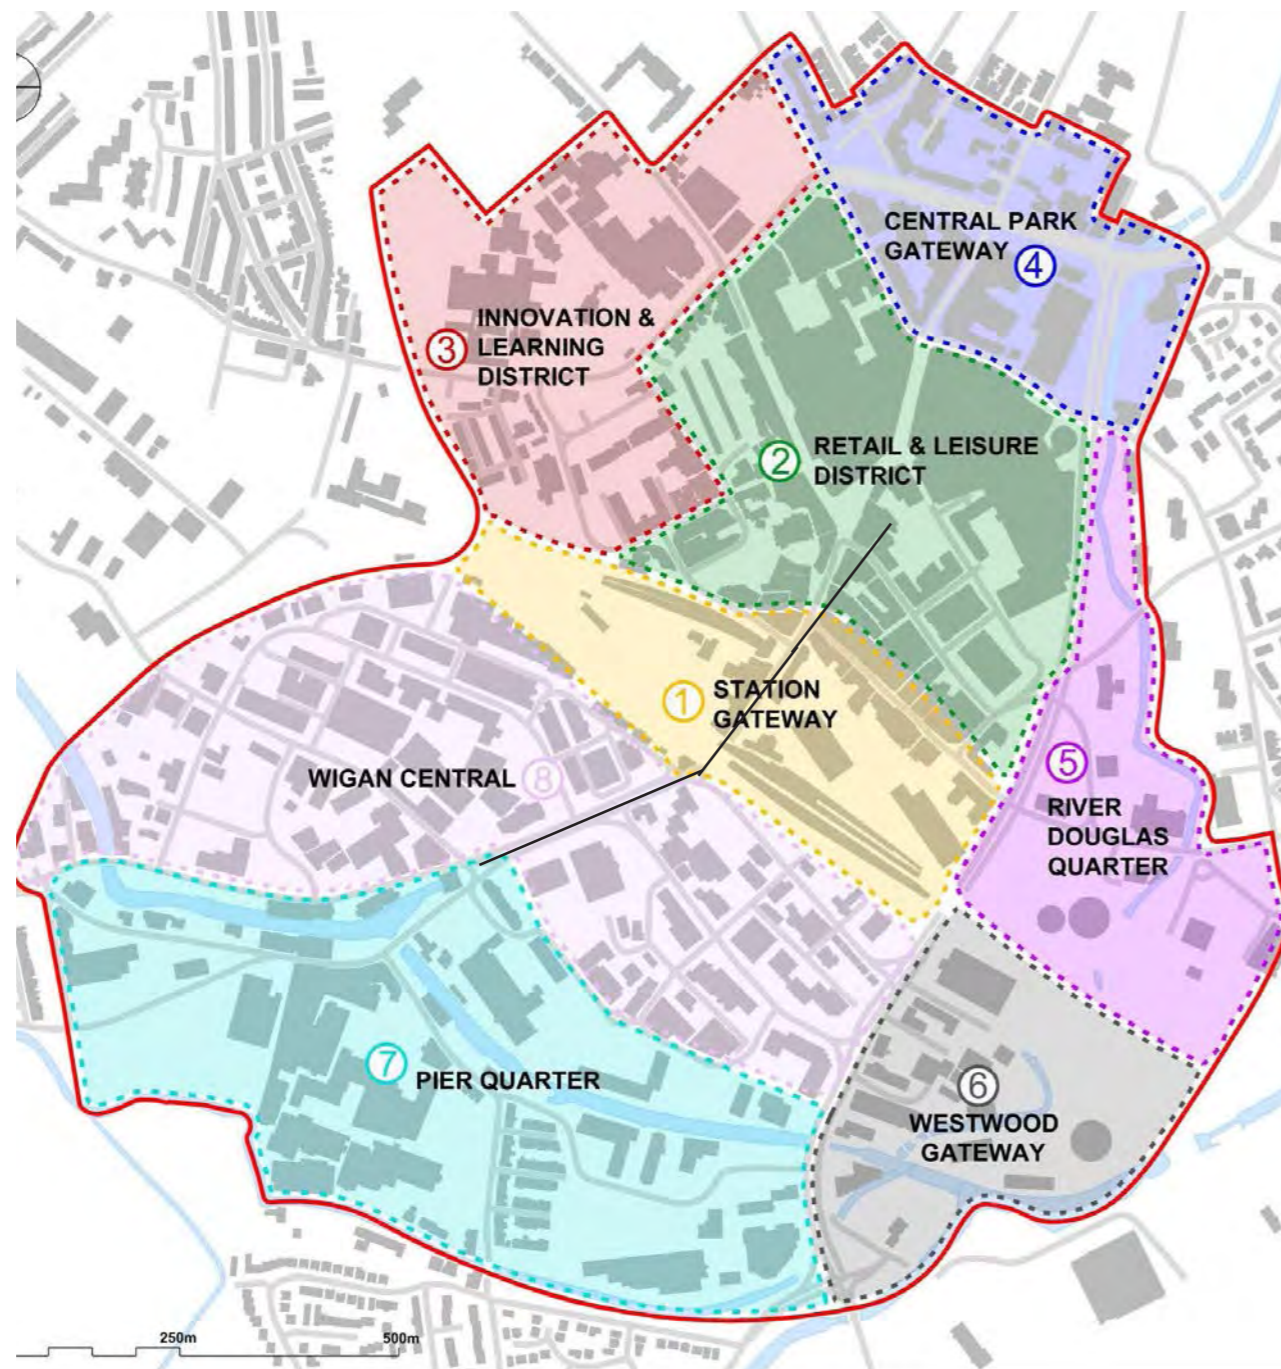 CENTRAL PARK
GATEWAY 4
INNOVATION &
3 LEARNING
DISTRICT
2 RETAIL & LEISURE
DISTRICT
1 STATION
GATEWAY
WIGAN CENTRAL 8
5
RIVER
DOUGLAS
QUARTER
7 PIER QUARTER
6
WESTWOOD
GATEWAY
250m 500m